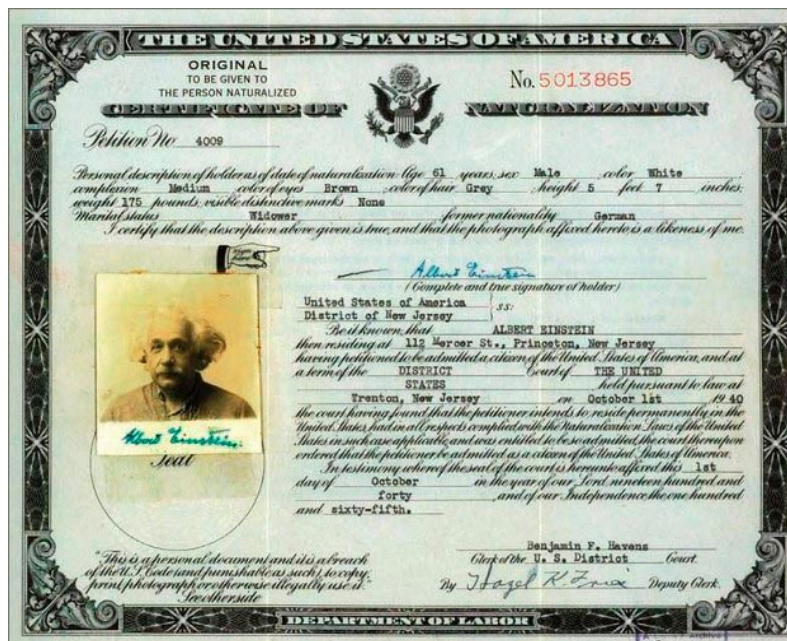 THE UNITED STATES OF AMERICA
ORIGINAL
TO BE GIVEN TO
THE PERSON NATURALIZED
No. 5013865
CERTIFICATE OF NATURALIZATION
Petition No 4009
Personal description of holder as of date of naturalization: Age 61 years, sex Male, color White
complexion Medium, color of eyes Brown, color of hair Grey, height 5 feet 7 inches;
weight 175 pounds, visible distinctive marks None
Marital status Widower former nationality German
I certify that the description above given is true, and that the photograph affixed hereto is a likeness of me.
Albert Einstein
(Complete and true signature of holder)
United States of America
District of New Jersey
ss:
Be it known, that ALBERT EINSTEIN
then residing at 112 Mercer St., Princeton, New Jersey
having petitioned to be admitted a citizen of the United States of America, and at
a term of the DISTRICT Court of THE UNITED
STATES held pursuant to law at
Trenton, New Jersey on October 1st 1940
the court having found that the petitioner intends to reside permanently in the
United States, had in all respects complied with the Naturalization Laws of the United
States in such case applicable, and was entitled to be so admitted, the court thereupon
ordered that the petitioner be admitted as a citizen of the United States of America.
In testimony whereof the seal of the court is hereunto affixed this 1st
day of October in the year of our Lord nineteen hundred and
forty, and of our Independence the one hundred
and sixty-fifth.
Albert Einstein.
Seal
Benjamin F. Havens
Clerk of the U. S. District Court.
By Deputy Clerk.
This is a personal document and it is a breach
of the U.S. Code (and punishable as such) to copy,
print, photograph or otherwise illegally use it.
See other side
DEPARTMENT OF LABOR